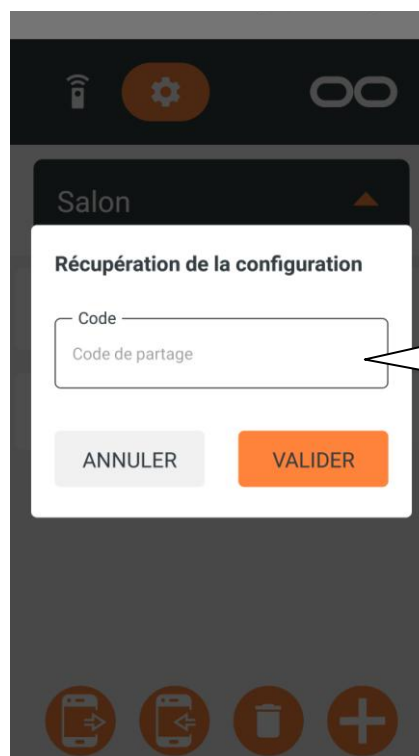 Salon
Récupération de la configuration
Code
Code de partage
ANNULER
VALIDER